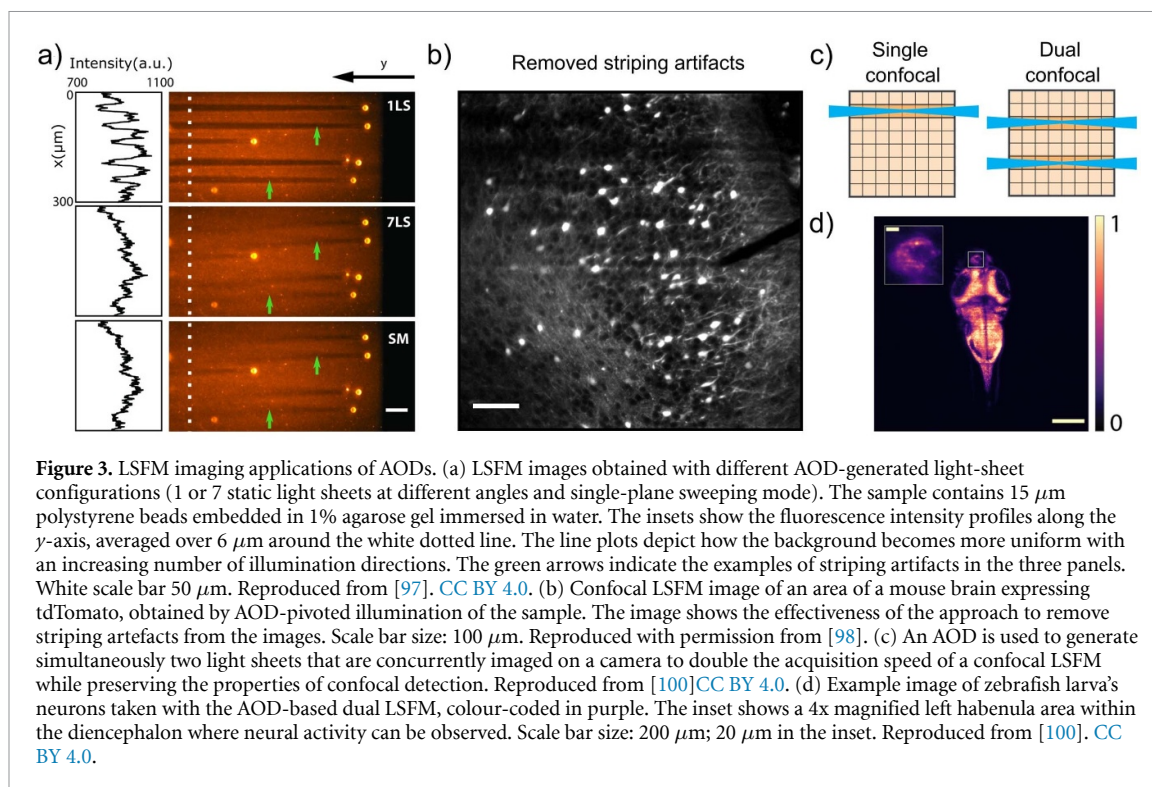 a)
Intensity(a.u.)
700
1100
y
0
x(μm)
300
1LS
7LS
SM
b)
Removed striping artifacts
c)
Single
confocal
Dual
confocal
d)
1
0
Figure 3. LSFM imaging applications of AODs. (a) LSFM images obtained with different AOD-generated light-sheet
configurations (1 or 7 static light sheets at different angles and single-plane sweeping mode). The sample contains 15 μm
polystyrene beads embedded in 1% agarose gel immersed in water. The insets show the fluorescence intensity profiles along the
y-axis, averaged over 6 μm around the white dotted line. The line plots depict how the background becomes more uniform with
an increasing number of illumination directions. The green arrows indicate the examples of striping artifacts in the three panels.
White scale bar 50 μm. Reproduced from [97]. CC BY 4.0. (b) Confocal LSFM image of an area of a mouse brain expressing
tdTomato, obtained by AOD-pivoted illumination of the sample. The image shows the effectiveness of the approach to remove
striping artefacts from the images. Scale bar size: 100 μm. Reproduced with permission from [98]. (c) An AOD is used to generate
simultaneously two light sheets that are concurrently imaged on a camera to double the acquisition speed of a confocal LSFM
while preserving the properties of confocal detection. Reproduced from [100]CC BY 4.0. (d) Example image of zebrafish larva's
neurons taken with the AOD-based dual LSFM, colour-coded in purple. The inset shows a 4x magnified left habenula area within
the diencephalon where neural activity can be observed. Scale bar size: 200 μm; 20 μm in the inset. Reproduced from [100]. CC
BY 4.0.